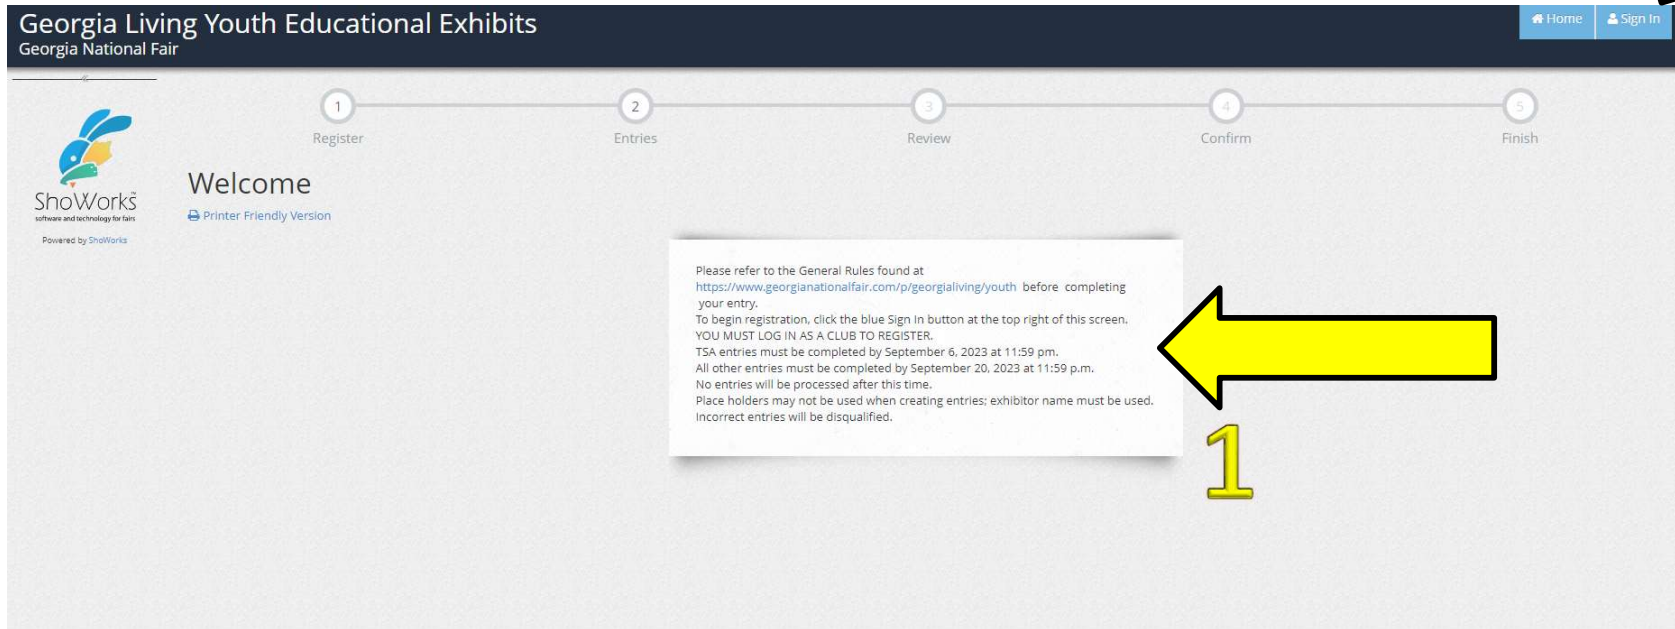 Georgia Living Youth Educational Exhibits
Georgia National Fair
Home
Sign In
«
1
2
3
4
5
Register
Entries
Review
Confirm
Finish
ShoWorks™
software and technology for fairs
Powered by ShoWorks
Welcome
Printer Friendly Version
Please refer to the General Rules found at
https://www.georgianationalfair.com/p/georgialiving/youth before completing
your entry.
To begin registration, click the blue Sign In button at the top right of this screen.
YOU MUST LOG IN AS A CLUB TO REGISTER.
TSA entries must be completed by September 6, 2023 at 11:59 pm.
All other entries must be completed by September 20, 2023 at 11:59 p.m.
No entries will be processed after this time.
Place holders may not be used when creating entries; exhibitor name must be used.
Incorrect entries will be disqualified.
1